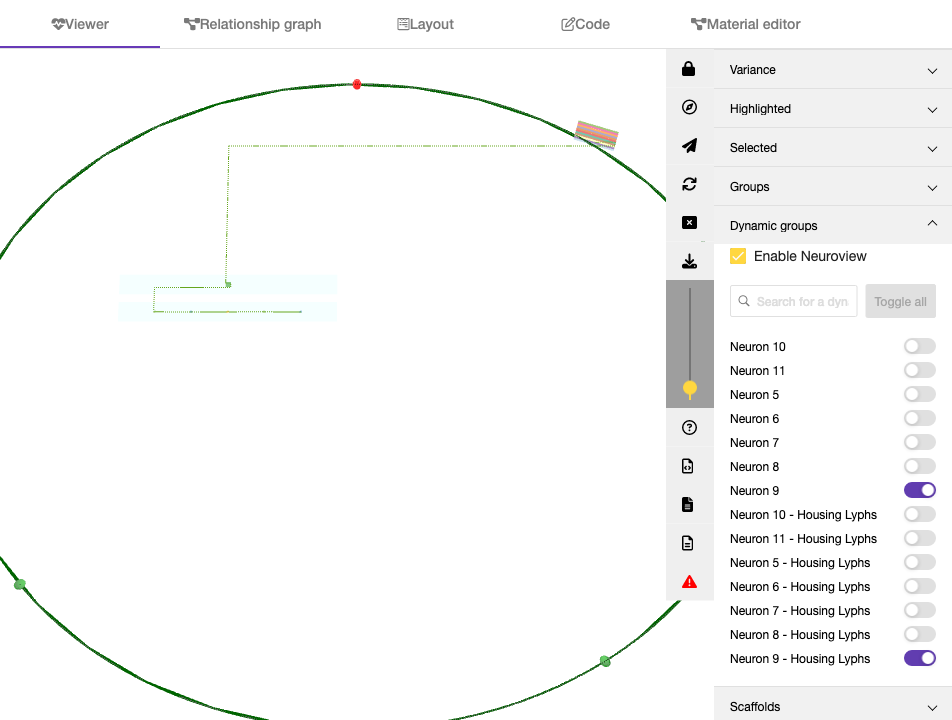 Viewer
Relationship graph
Layout
Code
Material editor
Variance
Highlighted
Selected
Groups
Dynamic groups
Enable Neuroview
Search for a dyn
Toggle all
Neuron 10
Neuron 11
Neuron 5
Neuron 6
Neuron 7
Neuron 8
Neuron 9
Neuron 10 - Housing Lyphs
Neuron 11 - Housing Lyphs
Neuron 5 - Housing Lyphs
Neuron 6 - Housing Lyphs
Neuron 7 - Housing Lyphs
Neuron 8 - Housing Lyphs
Neuron 9 - Housing Lyphs
Scaffolds